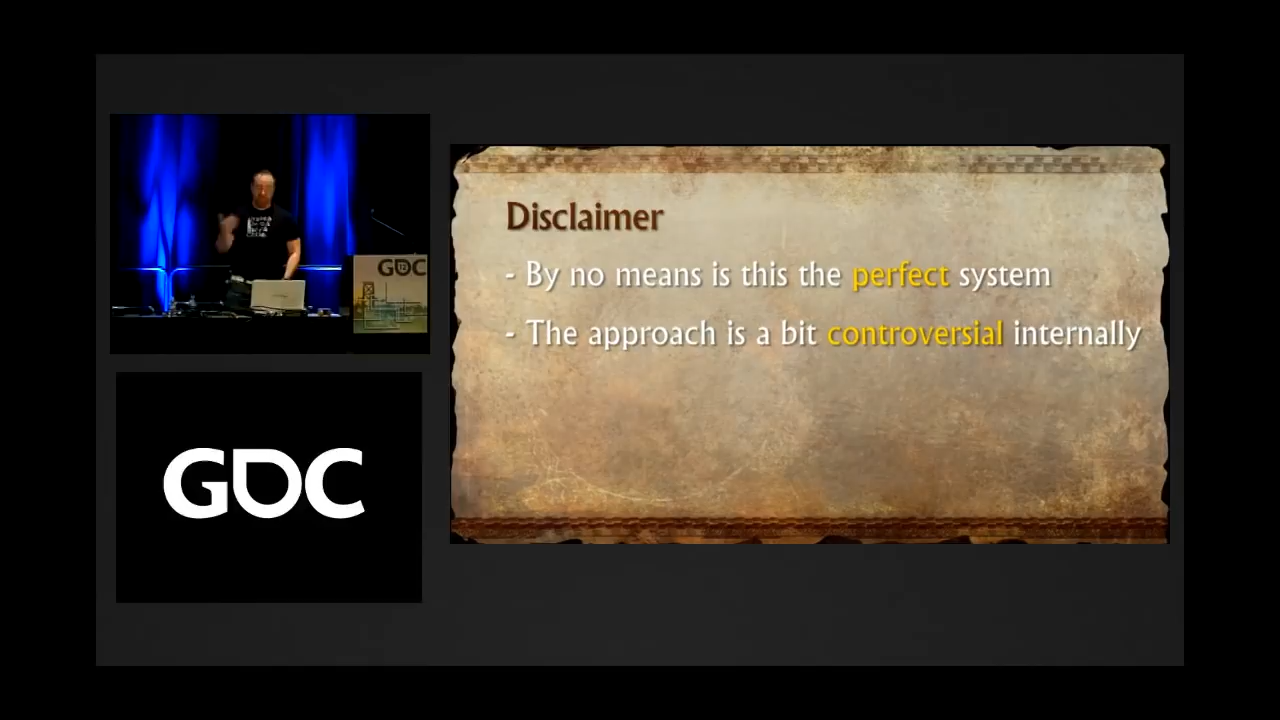 GDC
Disclaimer
- By no means is this the perfect system
- The approach is a bit controversial internally
GDC